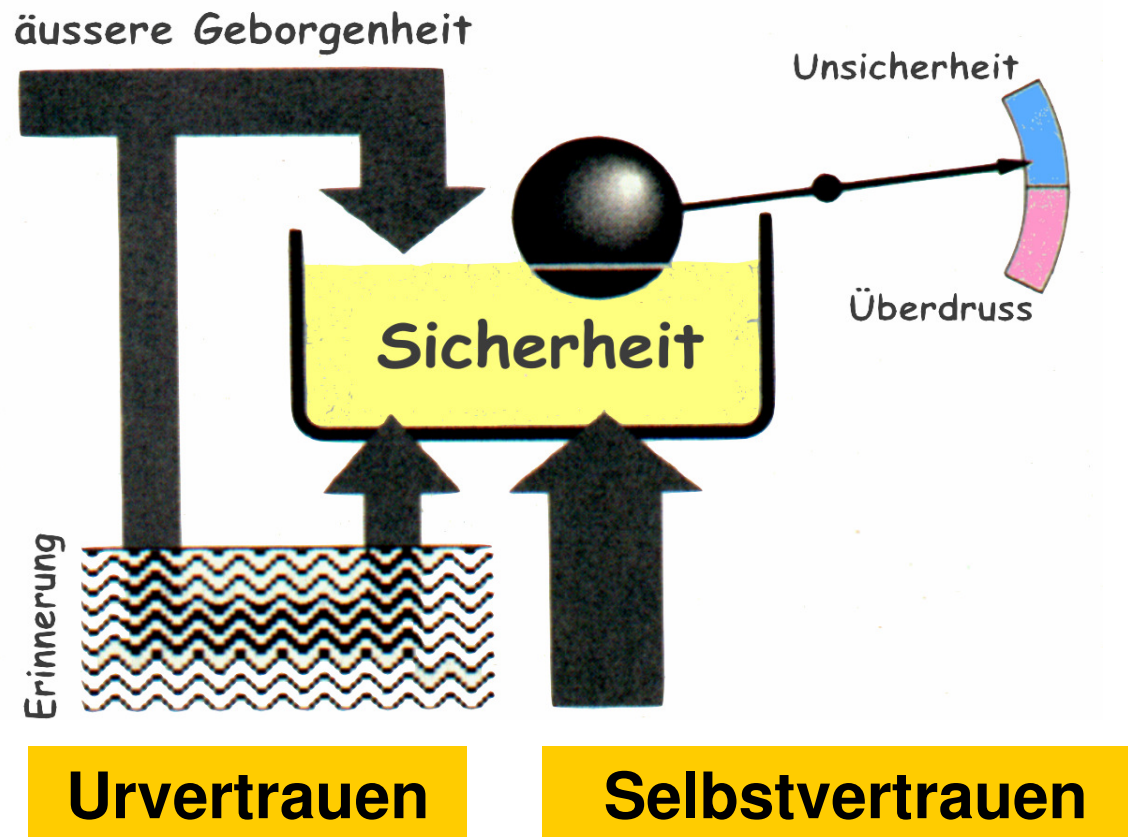 äussere Geborgenheit
Unsicherheit
Überdruss
Sicherheit
Erinnerung
Urvertrauen
Selbstvertrauen